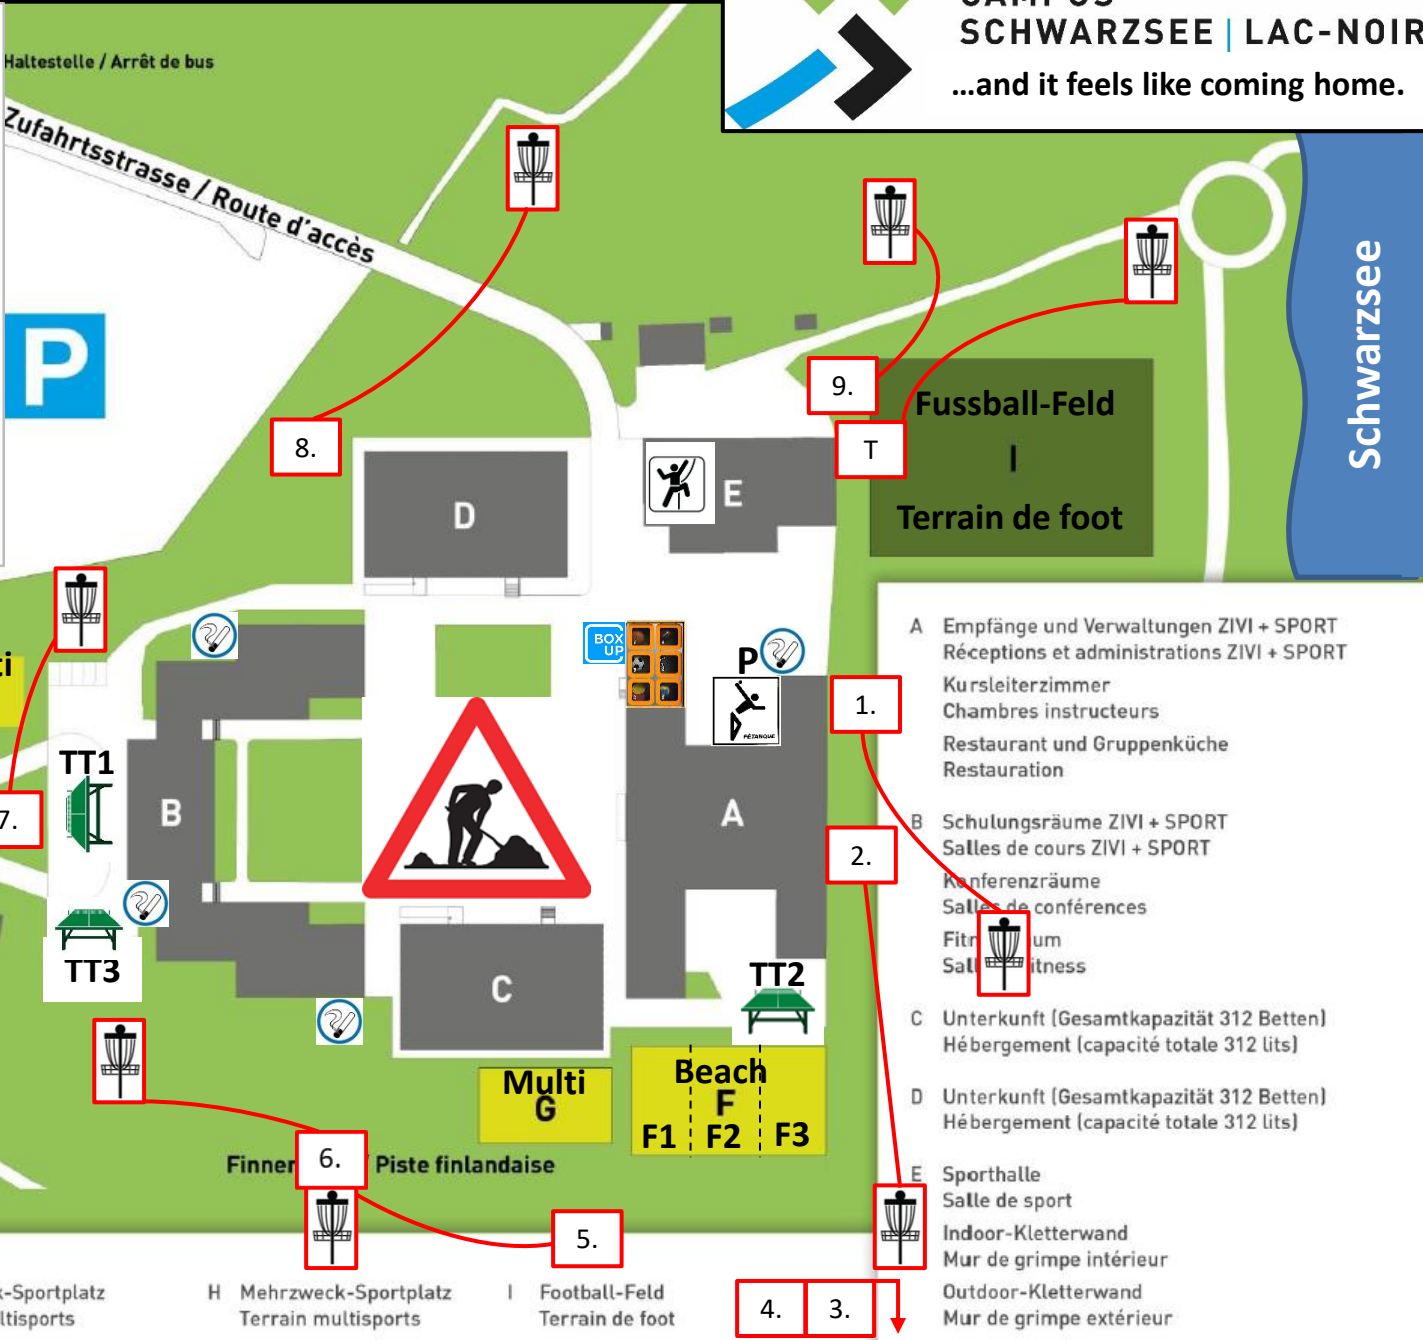 SCHWARZSEE | LAC-NOIR
...and it feels like coming home.
Haltestelle / Arrêt de bus
Zufahrtsstrasse / Route d'accès
P
Schwarzsee
9.
T
8.
Fussball-Feld
I
Terrain de foot
D
E
BOX
UP
P
PÉTANQUE
1.
TT1
7.
B
A
2.
TT3
C
TT2
Multi
G
Beach
F
F1
F2
F3
6.
Piste finlandaise
5.
4.
3.
A Empfänge und Verwaltungen ZIVI + SPORT
Réceptions et administrations ZIVI + SPORT
Kursleiterzimmer
Chambres instructeurs
Restaurant und Gruppenküche
Restauration
B Schulungsräume ZIVI + SPORT
Salles de cours ZIVI + SPORT
Konferenzräume
Salles de conférences
C Unterkunft (Gesamtkapazität 312 Betten)
Hébergement (capacité totale 312 lits)
D Unterkunft (Gesamtkapazität 312 Betten)
Hébergement (capacité totale 312 lits)
E Sporthalle
Salle de sport
Indoor-Kletterwand
Mur de grimpe intérieur
Outdoor-Kletterwand
Mur de grimpe extérieur
-Sportplatz
H Mehrzweck-Sportplatz
Terrain multisports
I Football-Feld
Terrain de foot